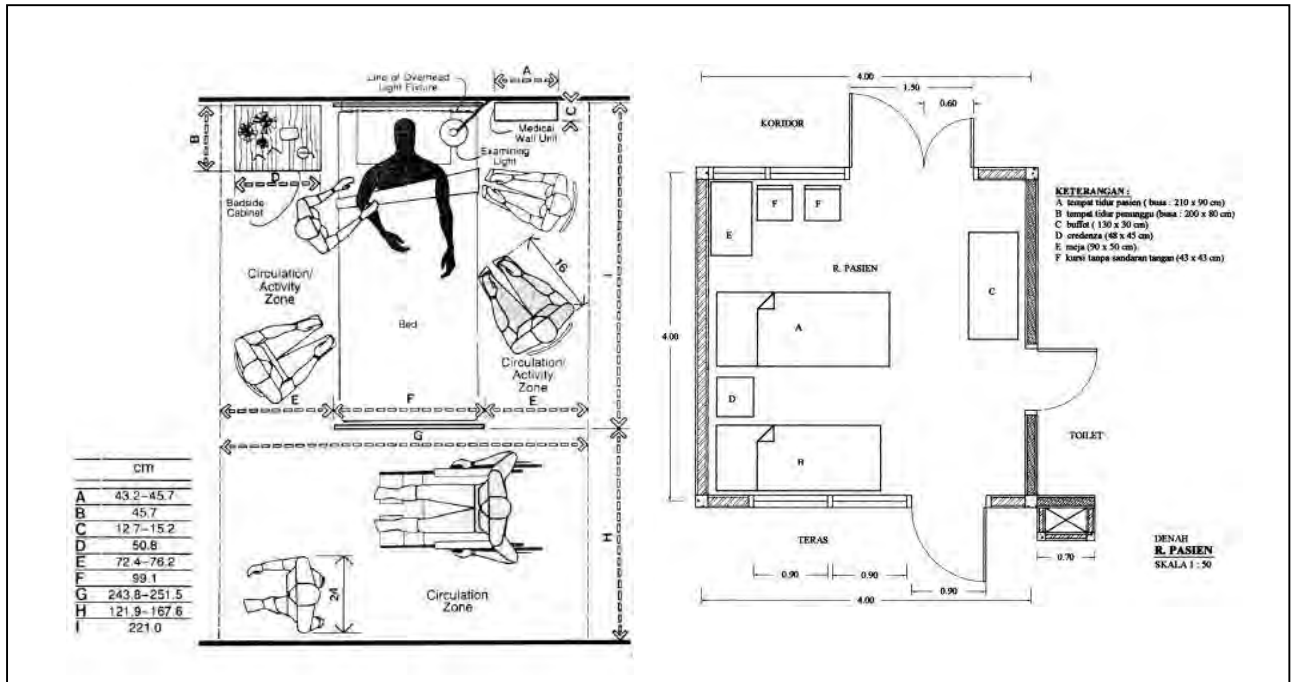 Line of Overhead
Light Fixture
A
C
B
Medical
Wall Unit
Examining
Light
D
Bedside
Cabinet
Circulation/
Activity
Zone
16
I
Bed
Circulation/
Activity
Zone
E
F
E
G
H
24
Circulation
Zone
CITI
A 43.2-45.7
B 45.7
C 12.7-15.2
D 50.8
E 72.4-76.2
F 99.1
G 243.8-251.5
H 121.9-167.6
I 221.0
4.00
1.50
0.60
KORIDOR
E
F
F
R. PASIEN
C
A
4.00
D
B
TOILET
TERAS
0.90
0.90
0.90
0.70
4.00
KETERANGAN :
A tempat tidur pasien ( busa : 210 x 90 cm)
B tempat tidur penunggu (busa : 200 x 80 cm)
C buffet ( 130 x 30 cm)
D credenza (48 x 45 cm)
E meja (90 x 50 cm).
F kursi tanpa sandaran tangan (43 x 43 cm)
DENAH
R. PASIEN
SKALA 1 : 50